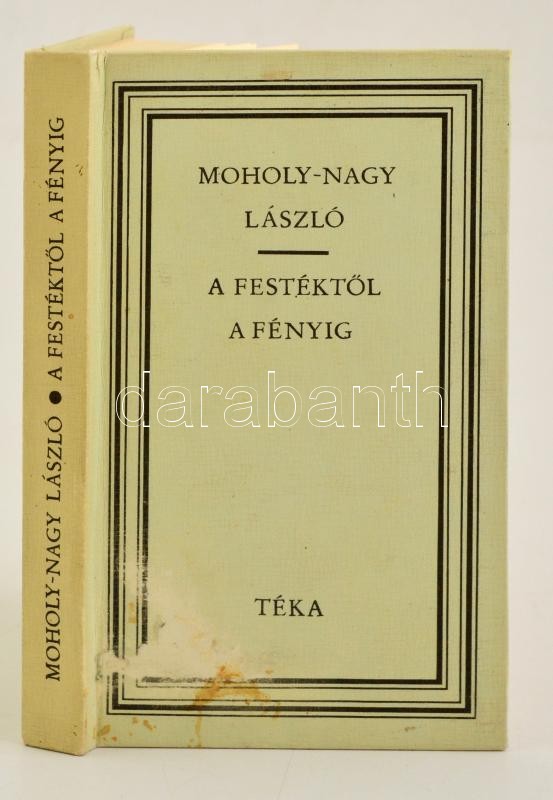 MOHOLY-NAGY LÁSZLÓ • A FESTÉKTŐL A FÉNYIG
MOHOLY-NAGY
LÁSZLÓ
A FESTÉKTŐL
A FÉNYIG
darabanth
TÉKA